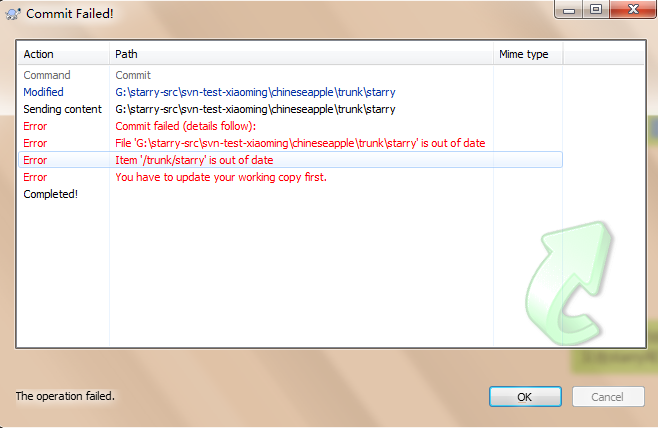 Commit Failed!
Action Path Mime type
Command Commit
Modified G:\starry-src\svn-test-xiaoming\chineseapple\trunk\starry
Sending content G:\starry-src\svn-test-xiaoming\chineseapple\trunk\starry
Error Commit failed (details follow):
Error File 'G:\starry-src\svn-test-xiaoming\chineseapple\trunk\starry' is out of date
Error Item '/trunk/starry' is out of date
Error You have to update your working copy first.
Completed!
The operation failed.
OK Cancel